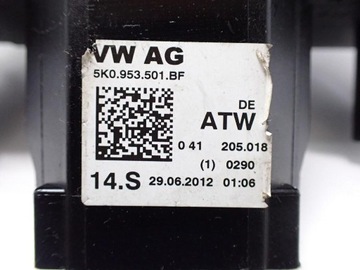 VW AG
5K0.953.501.BF
DE
ATW
0 41 205.018
(1) 0290
14.S 29.06.2012 01:06